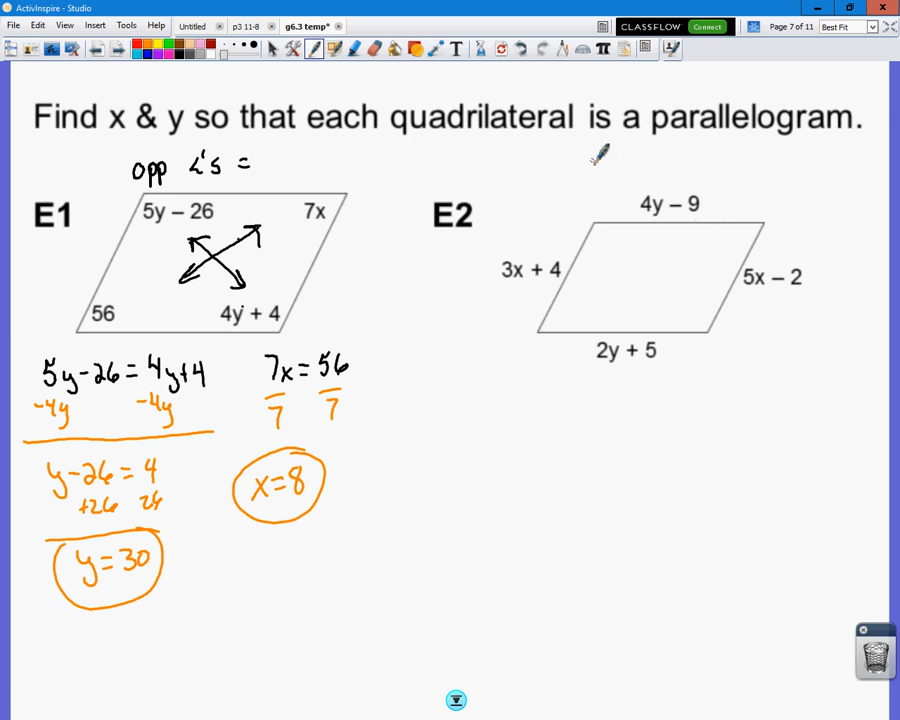 ActivInspire - Studio
File Edit View Insert Tools Help Untitled p3 11-8 g6.3 temp* CLASSFLOW Connect Page 7 of 11 Best Fit
Find x & y so that each quadrilateral is a parallelogram.
opp ∠'s =
E1
5y – 26 7x
56 4y + 4
5y-26 = 4y+4
-4y -4y
y-26 = 4
+26 26
y = 30
7x = 56
7 7
x=8
E2
4y – 9
3x + 4 5x – 2
2y + 5